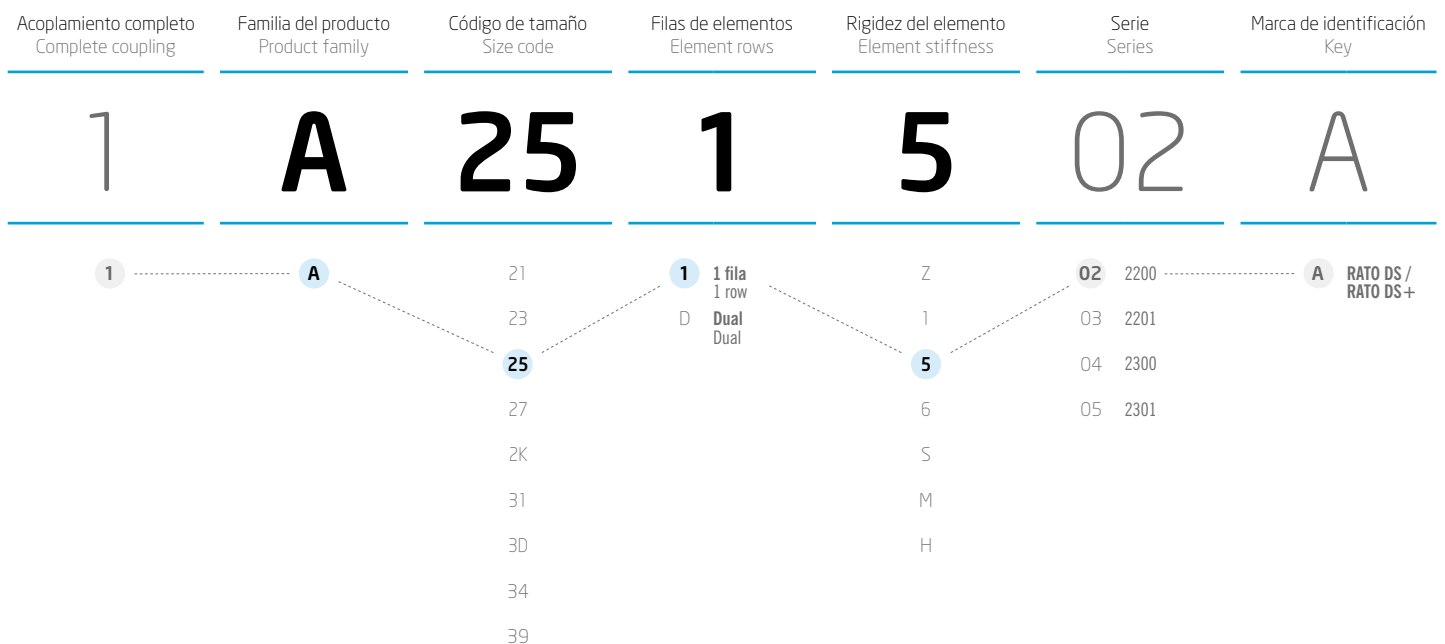 Acoplamiento completo Familia del producto Código de tamaño Filas de elementos Rigidez del elemento Serie Marca de identificación
Complete coupling Product family Size code Element rows Element stiffness Series Key
1 A 25 1 5 02 A
1 A 21 1 1 fila Z 02 2200 A RATO DS /
1 row RATO DS+
23 D Dual 1 03 2201
Dual
25 5 04 2300
27 6 05 2301
2K S
31 M
3D H
34
39